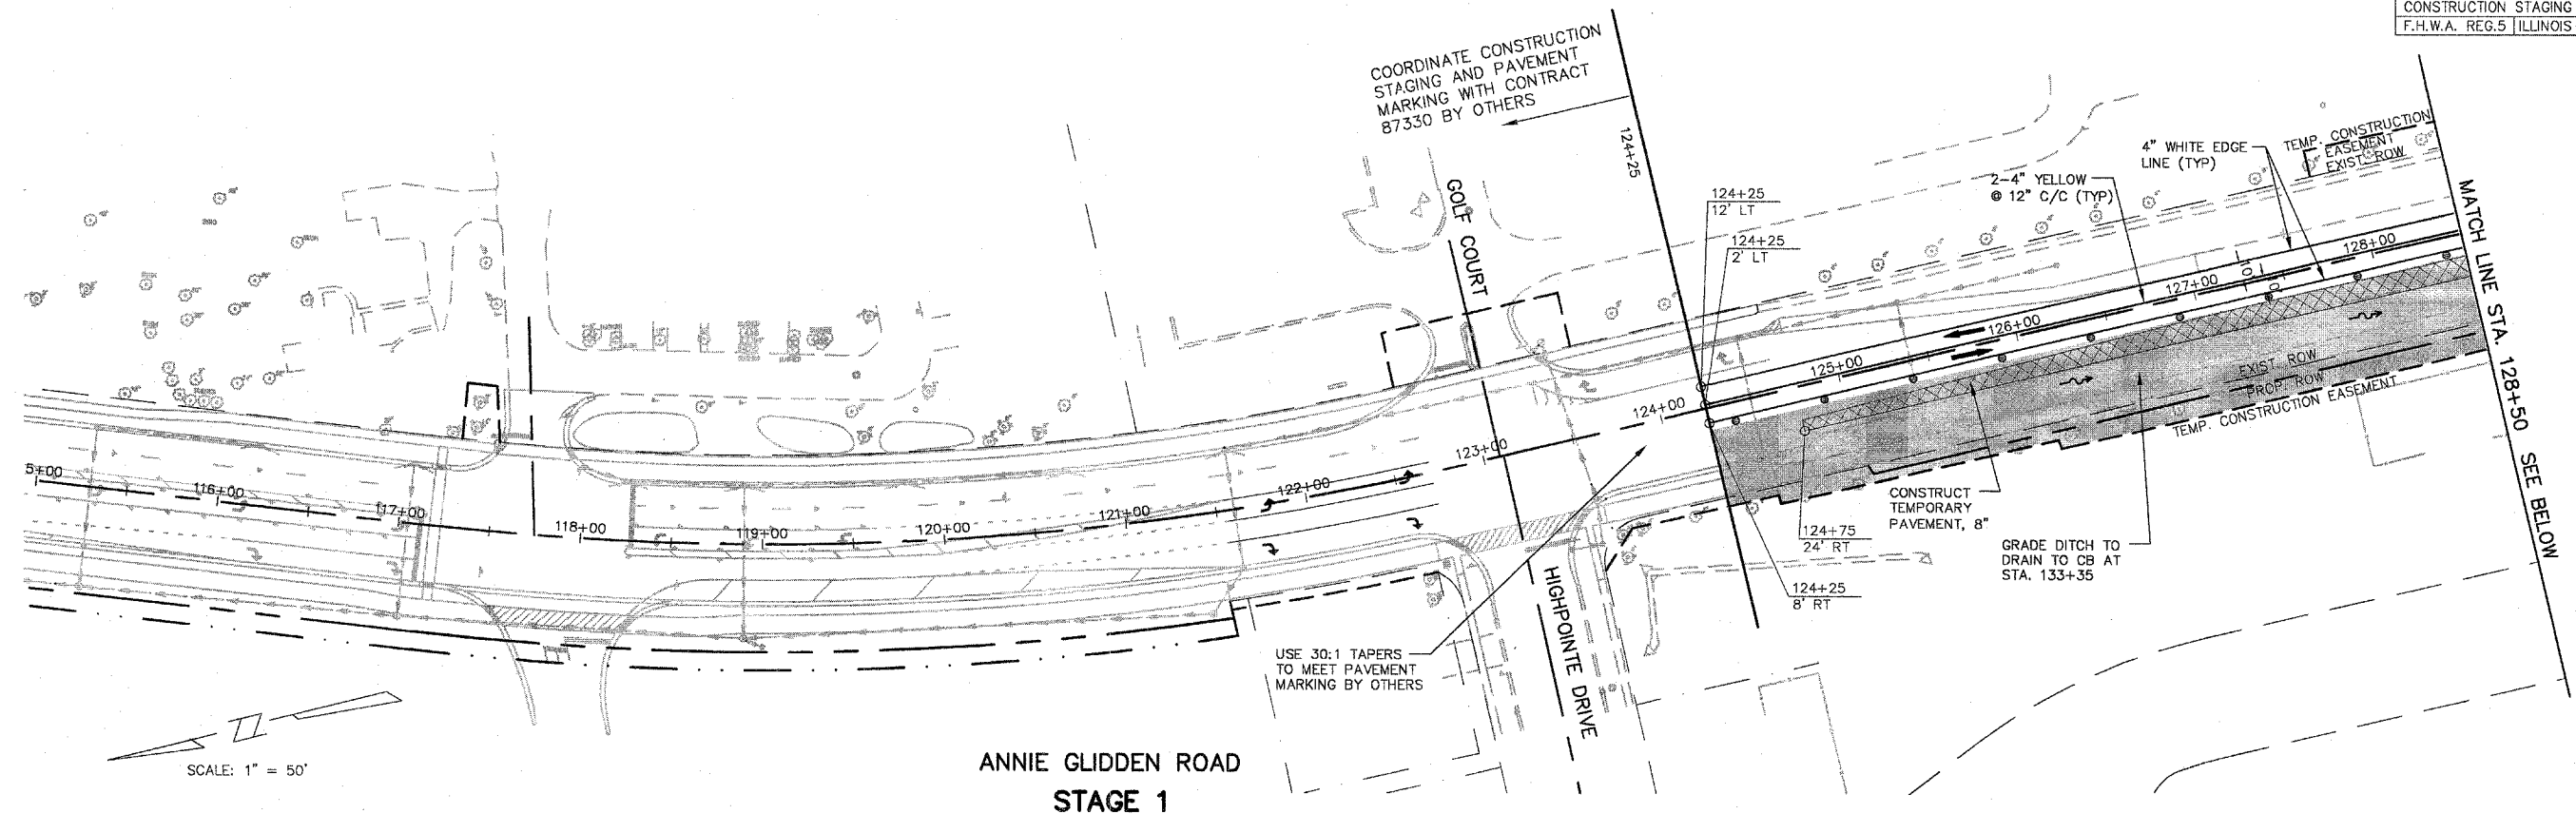 CONSTRUCTION STAGING
F.H.W.A. REG.5 ILLINOIS
COORDINATE CONSTRUCTION
STAGING AND PAVEMENT
MARKING WITH CONTRACT
87330 BY OTHERS
124+25
GOLF COURT
124+25
12' LT
124+25
2' LT
2-4" YELLOW
@ 12" C/C (TYP)
4" WHITE EDGE
LINE (TYP)
TEMP. CONSTRUCTION
EASEMENT
EXIST ROW
MATCH LINE STA. 128+50 SEE BELOW
5+00
116+00
117+00
118+00
119+00
120+00
121+00
122+00
123+00
124+00
125+00
126+00
127+00
128+00
EXIST ROW
PROP. ROW
TEMP. CONSTRUCTION EASEMENT
CONSTRUCT
TEMPORARY
PAVEMENT, 8"
124+75
24' RT
124+25
8' RT
GRADE DITCH TO
DRAIN TO CB AT
STA. 133+35
USE 30:1 TAPERS
TO MEET PAVEMENT
MARKING BY OTHERS
HIGHPOINTE DRIVE
SCALE: 1" = 50'
ANNIE GLIDDEN ROAD
STAGE 1